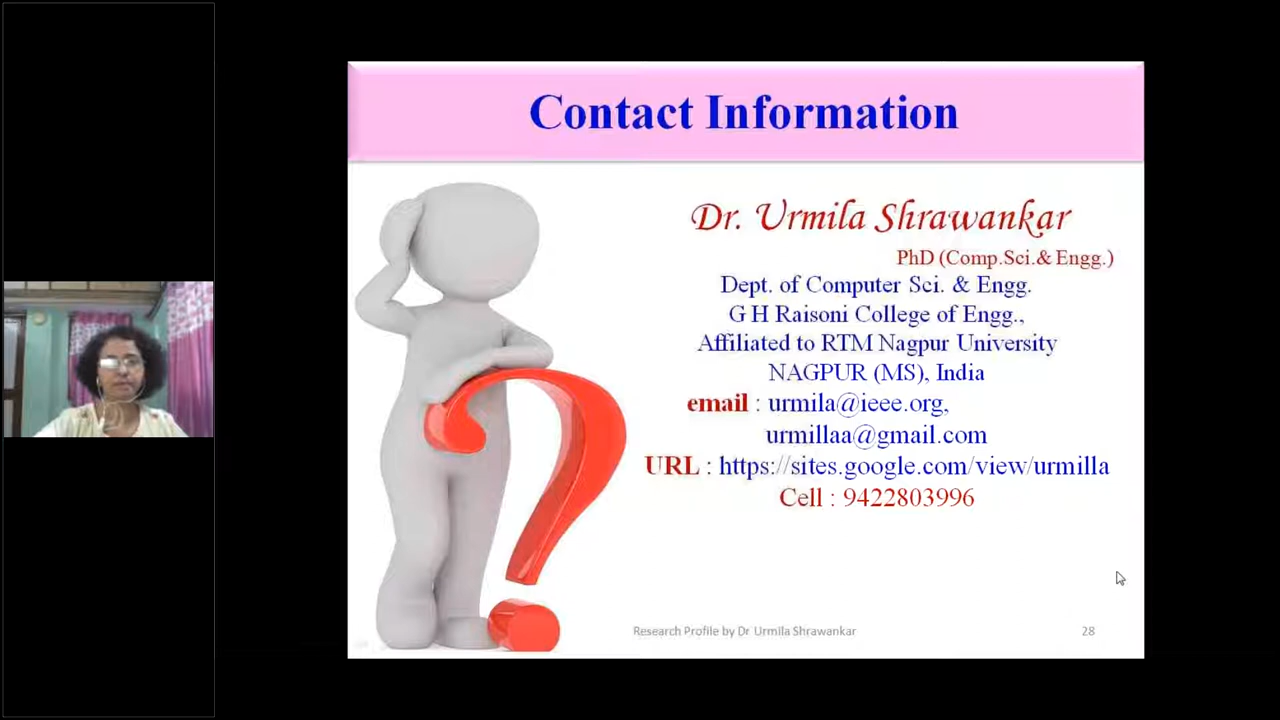 Contact Information
Dr. Urmila Shrawankar
PhD (Comp.Sci.& Engg.)
Dept. of Computer Sci. & Engg.
G H Raisoni College of Engg.,
Affiliated to RTM Nagpur University
NAGPUR (MS), India
email : urmila@ieee.org,
urmillaa@gmail.com
URL : https://sites.google.com/view/urmilla
Cell : 9422803996
Research Profile by Dr Urmila Shrawankar
28